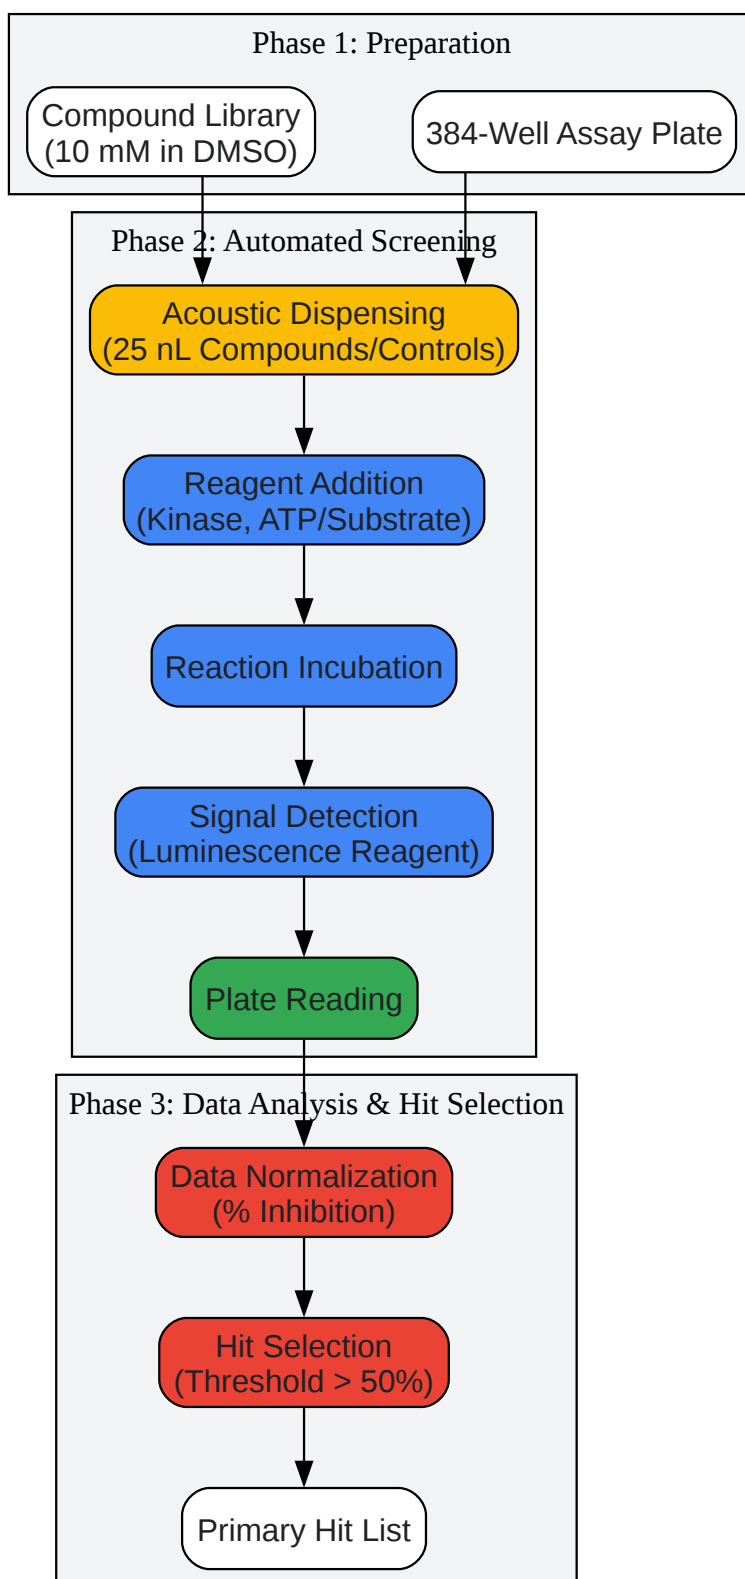 Phase 1: Preparation
Compound Library
(10 mM in DMSO)
384-Well Assay Plate
Phase 2: Automated Screening
Acoustic Dispensing
(25 nL Compounds/Controls)
Reagent Addition
(Kinase, ATP/Substrate)
Reaction Incubation
Signal Detection
(Luminescence Reagent)
Plate Reading
Phase 3: Data Analysis & Hit Selection
Data Normalization
(% Inhibition)
Hit Selection
(Threshold > 50%)
Primary Hit List